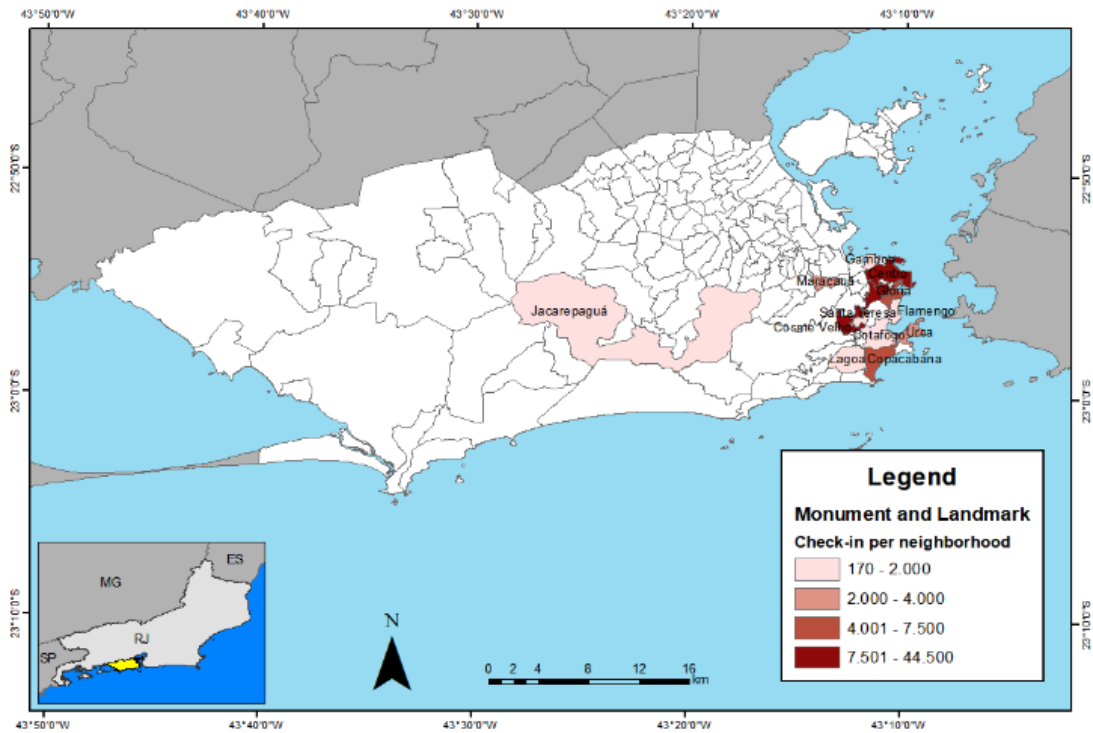 43°50'0"W 43°40'0"W 43°30'0"W 43°20'0"W 43°10'0"W
22°50'0"S
22°50'0"S
Gamboa
Centro
Maracanã
Glória
Jacarepaguá
Santa Teresa
Flamengo
Cosme Velho
Botafogo
Urca
Lagoa
Copacabana
23°0'0"S
23°0'0"S
Legend
Monument and Landmark
Check-in per neighborhood
170 - 2.000
2.000 - 4.000
4.001 - 7.500
7.501 - 44.500
ES
MG
RJ
SP
23°10'0"S
23°10'0"S
N
0 2 4 8 12 16
km
43°50'0"W 43°40'0"W 43°30'0"W 43°20'0"W 43°10'0"W